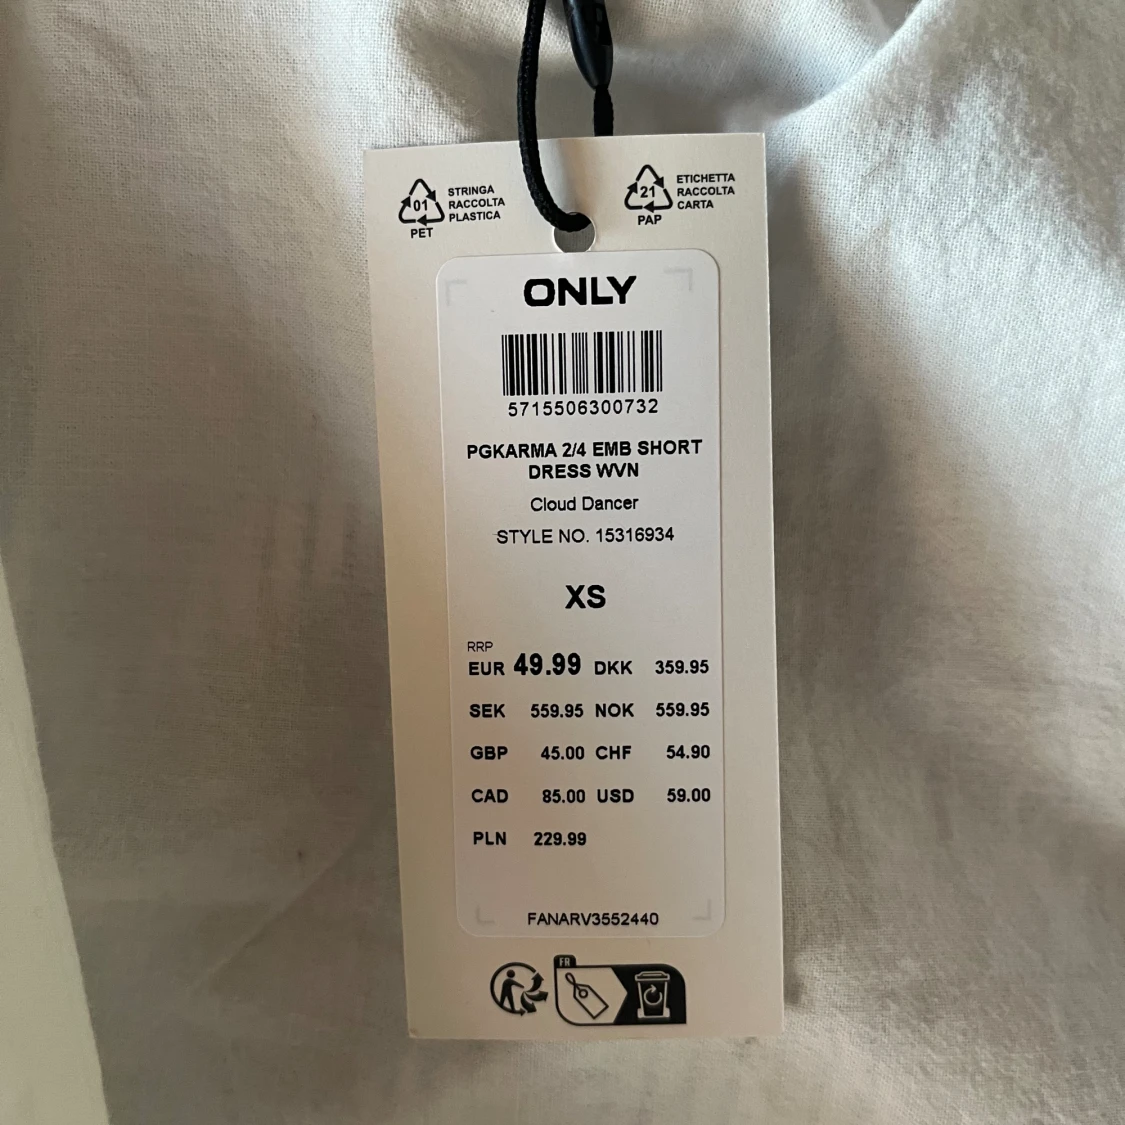 01
PET
STRINGA
RACCOLTA
PLASTICA
21
PAP
ETICHETTA
RACCOLTA
CARTA
ONLY
5715506300732
PGKARMA 2/4 EMB SHORT
DRESS WVN
Cloud Dancer
STYLE NO. 15316934
XS
RRP
EUR 49.99 DKK 359.95
SEK 559.95 NOK 559.95
GBP 45.00 CHF 54.90
CAD 85.00 USD 59.00
PLN 229.99
FANARV3552440
FR